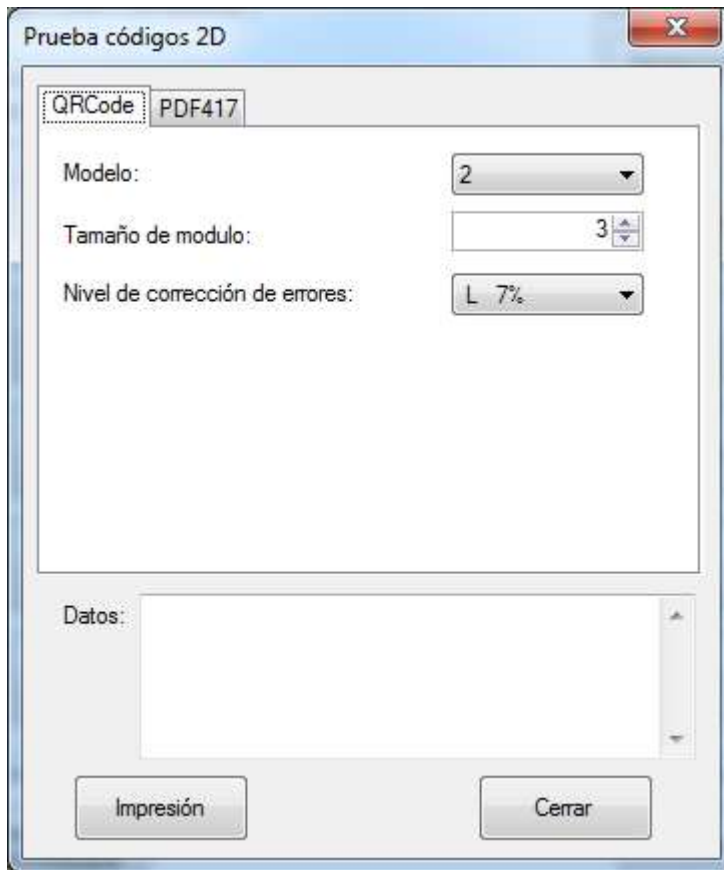 Prueba códigos 2D
QRCode PDF417
Modelo: 2
Tamaño de modulo: 3
Nivel de corrección de errores: L 7%
Datos:
Impresión Cerrar